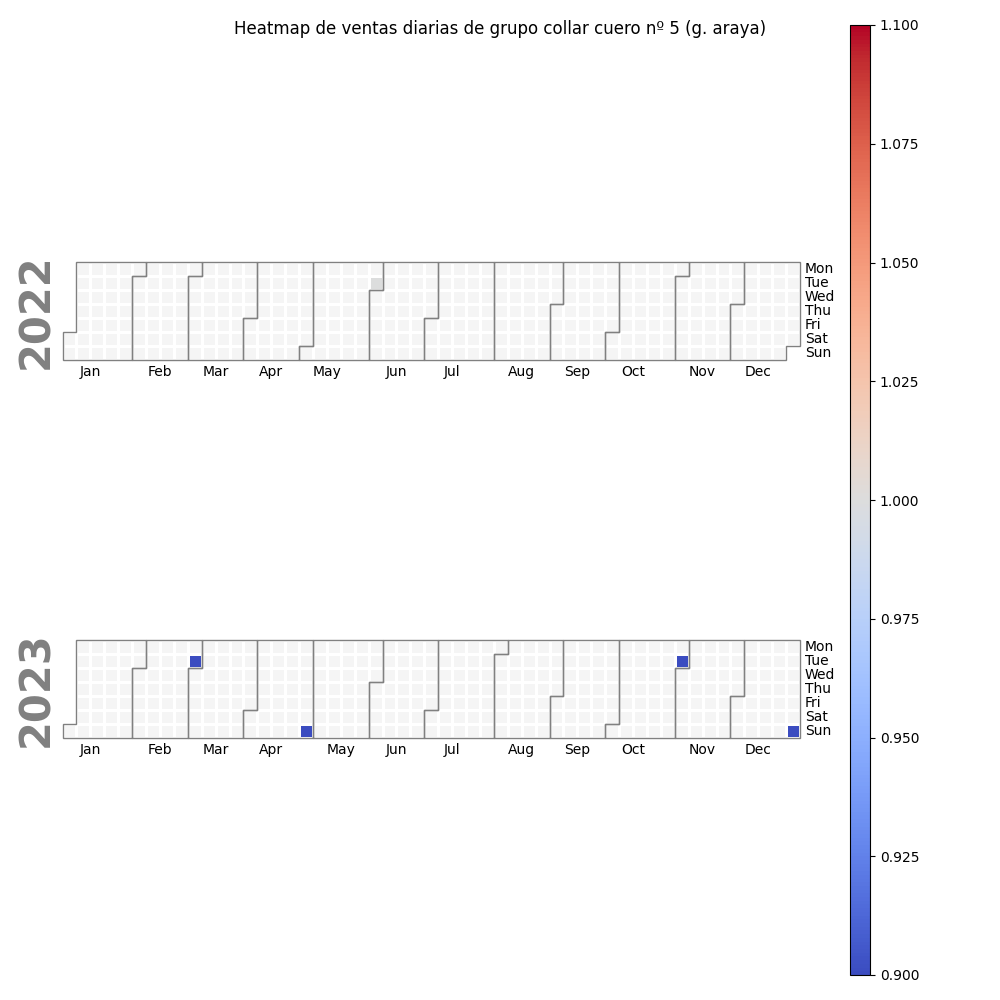 Heatmap de ventas diarias de grupo collar cuero nº 5 (g. araya)
2022
Mon
Tue
Wed
Thu
Fri
Sat
Sun
Jan Feb Mar Apr May Jun Jul Aug Sep Oct Nov Dec
2023
Mon
Tue
Wed
Thu
Fri
Sat
Sun
Jan Feb Mar Apr May Jun Jul Aug Sep Oct Nov Dec
1.100
1.075
1.050
1.025
1.000
0.975
0.950
0.925
0.900